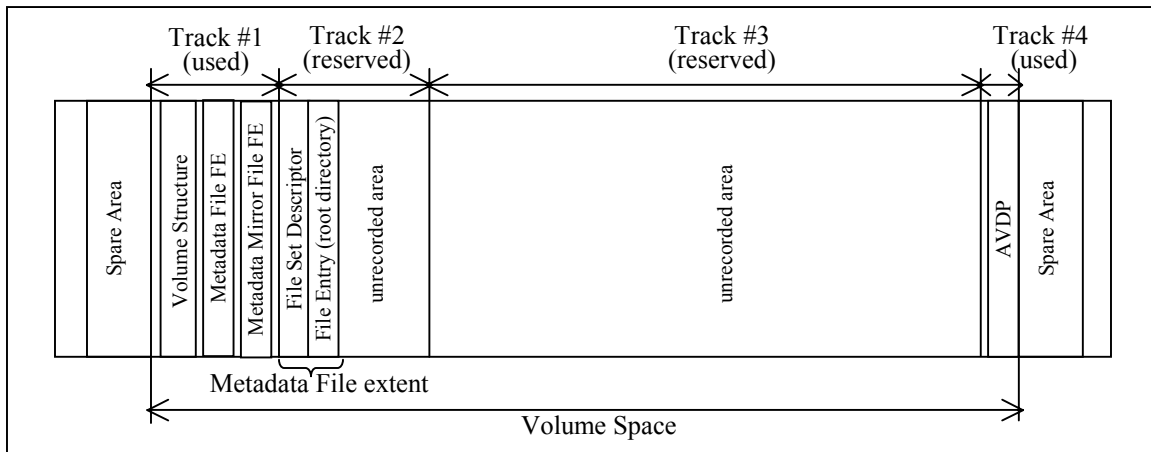 Track #1
(used)
Track #2
(reserved)
Track #3
(reserved)
Track #4
(used)
Spare Area
Volume Structure
Metadata File FE
Metadata Mirror File FE
File Set Descriptor
File Entry (root directory)
unrecorded area
unrecorded area
AVDP
Spare Area
Metadata File extent
Volume Space